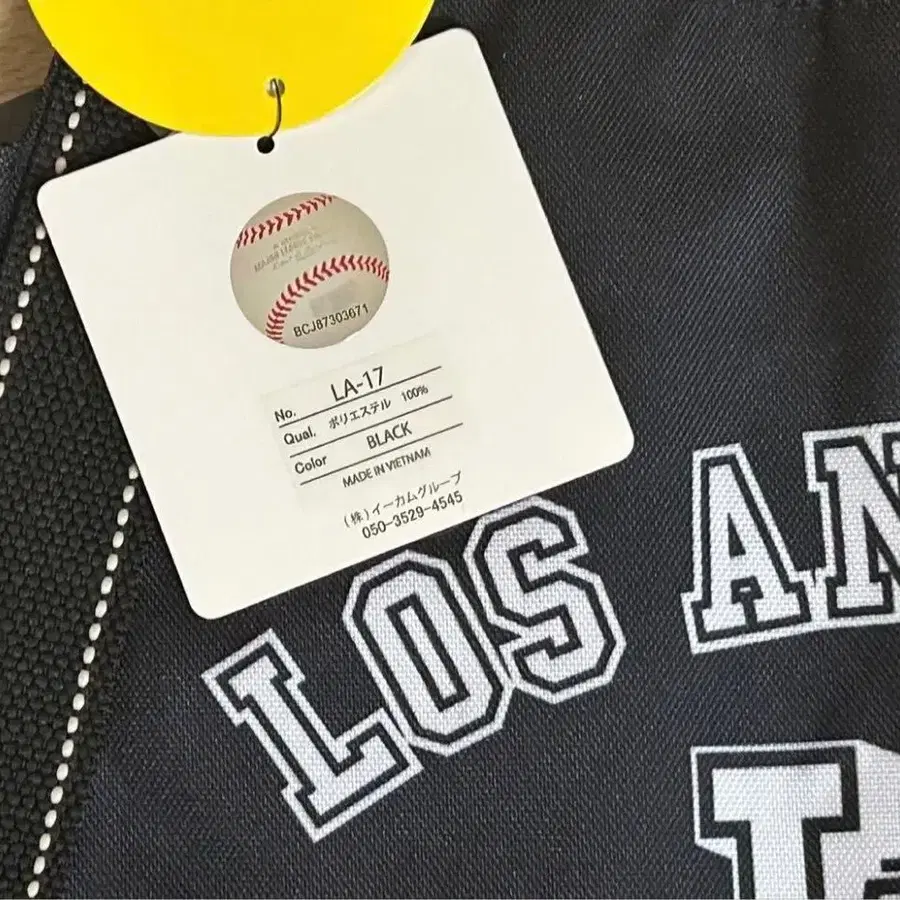 BCJ87303671
No. LA-17
Qual. ポリエステル 100%
Color BLACK
MADE IN VIETNAM
(株)イーカムグループ
050-3529-4545
LOS AN
L